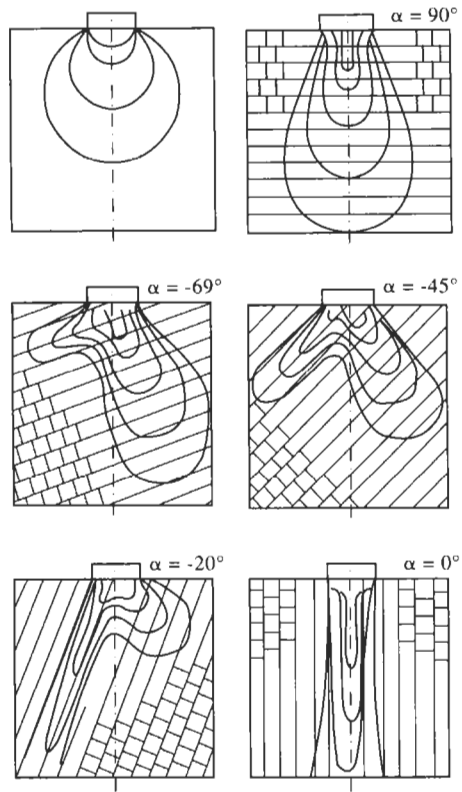 α = 90°
α = -69°
α = -45°
α = -20°
α = 0°